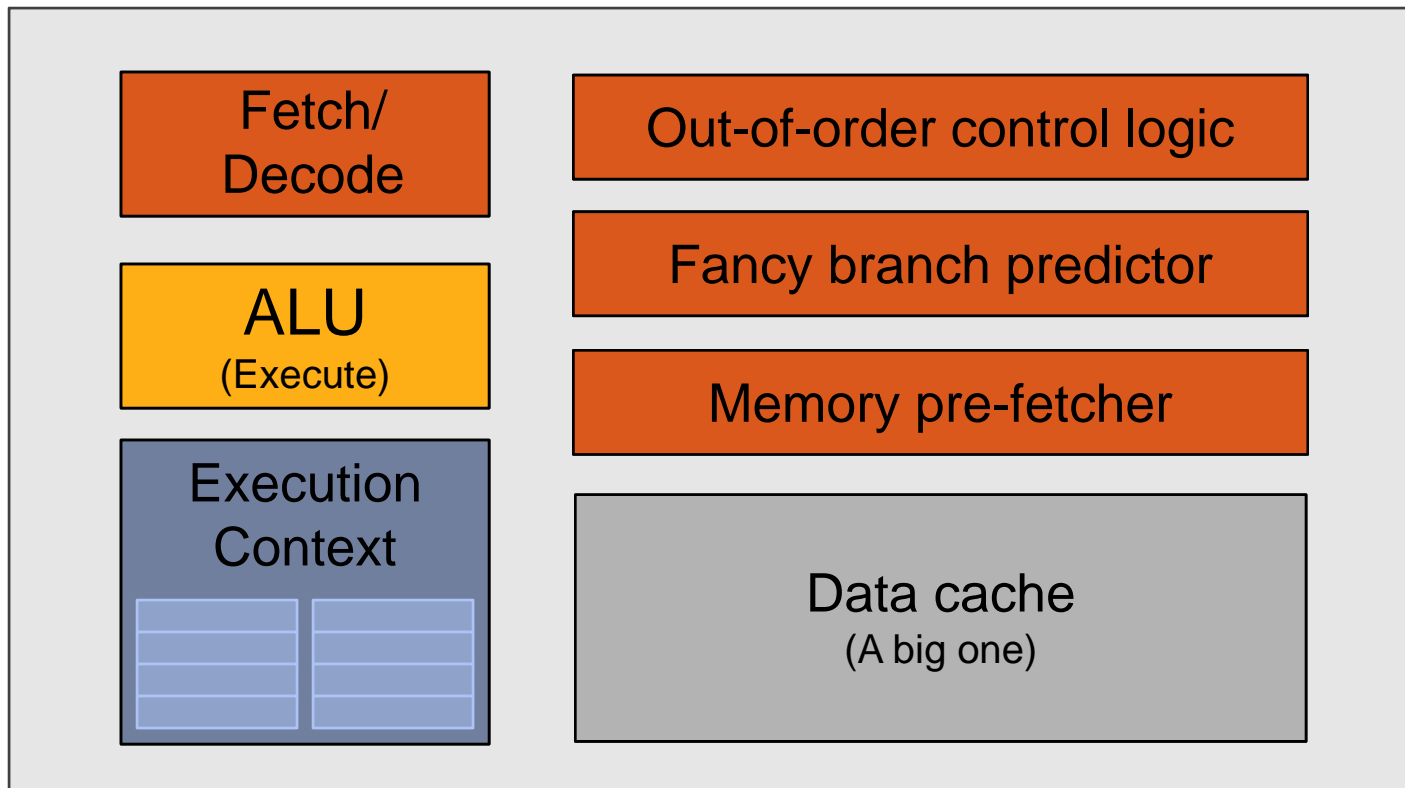 Fetch/
Decode
ALU
(Execute)
Execution
Context
Out-of-order control logic
Fancy branch predictor
Memory pre-fetcher
Data cache
(A big one)